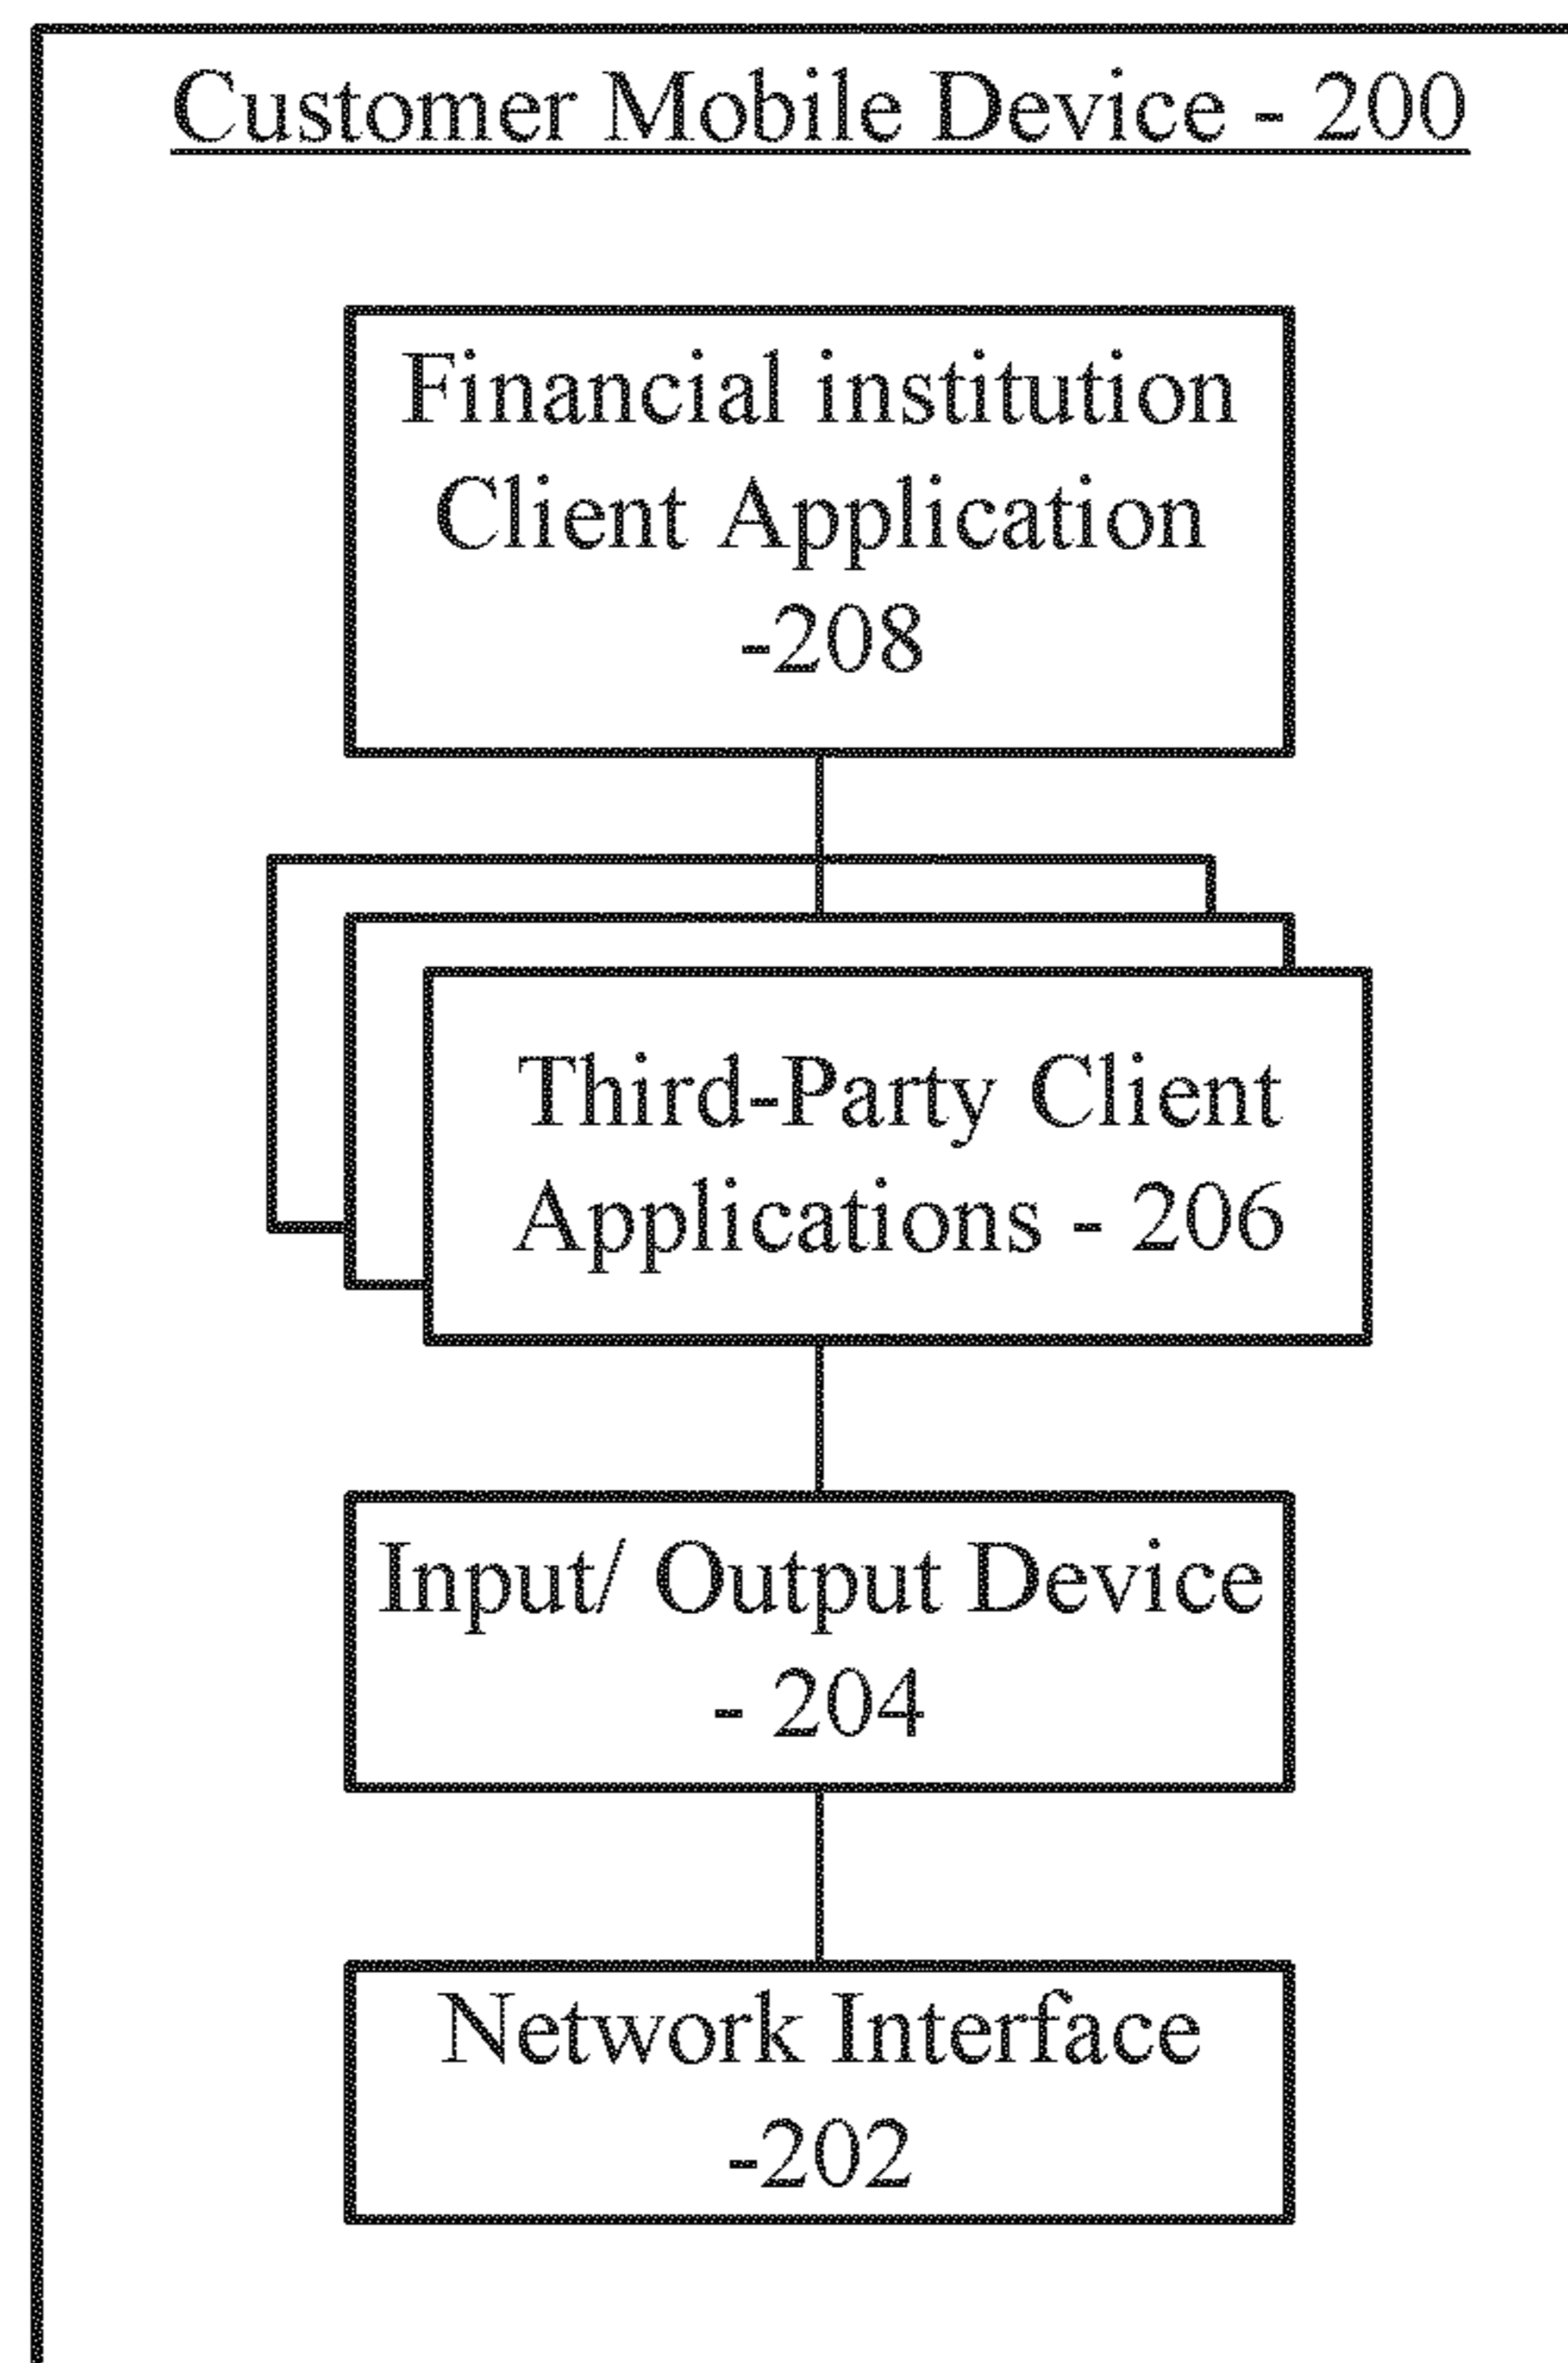 Customer Mobile Device - 200
Financial institution
Client Application
-208
Third-Party Client
Applications - 206
Input/ Output Device
- 204
Network Interface
-202